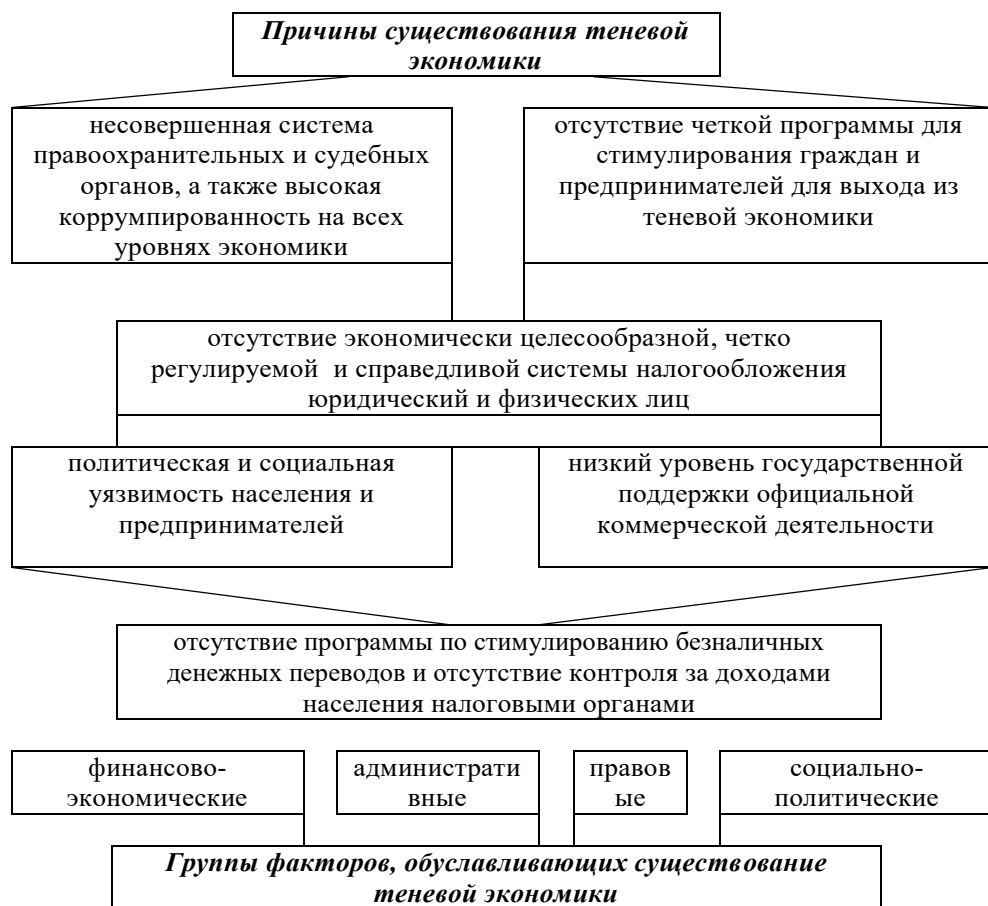 Причины существования теневой
экономики
несовершенная система
правоохранительных и судебных
органов, а также высокая
коррумпированность на всех
уровнях экономики
отсутствие четкой программы для
стимулирования граждан и
предпринимателей для выхода из
теневой экономики
отсутствие экономически целесообразной, четко
регулируемой и справедливой системы налогообложения
юридический и физических лиц
политическая и социальная
уязвимость населения и
предпринимателей
низкий уровень государственной
поддержки официальной
коммерческой деятельности
отсутствие программы по стимулированию безналичных
денежных переводов и отсутствие контроля за доходами
населения налоговыми органами
финансово-
экономические
административ
ные
правов
ые
социально-
политические
Группы факторов, обуславливающих существование
теневой экономики